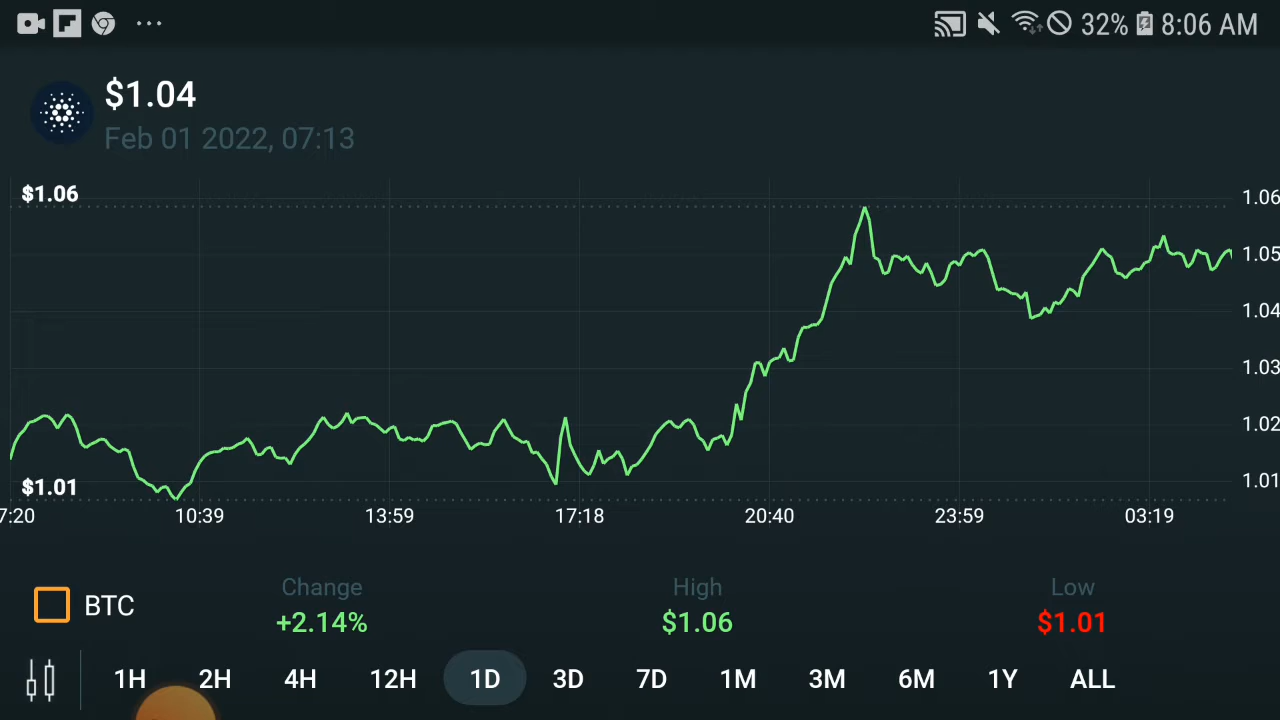 32% 8:06 AM
$1.04
Feb 01 2022, 07:13
$1.06
1.06
1.05
1.04
1.03
1.02
$1.01
1.01
7:20 10:39 13:59 17:18 20:40 23:59 03:19
BTC
Change High Low
+2.14% $1.06 $1.01
1H 2H 4H 12H 1D 3D 7D 1M 3M 6M 1Y ALL